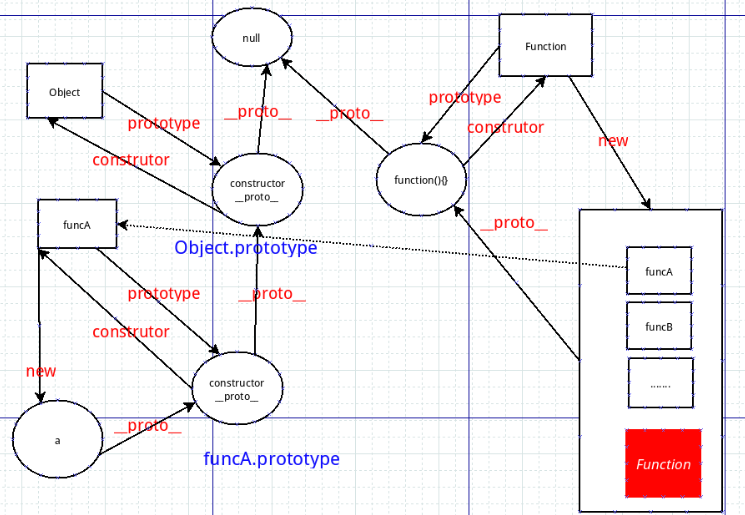 null
Function
Object
prototype
__proto__
__proto__
prototype
construtor
construtor
new
constructor
__proto__
function(){}
funcA
Object.prototype
__proto__
funcA
prototype
__proto__
construtor
funcB
new
constructor
__proto__
.......
a
__proto__
funcA.prototype
Function